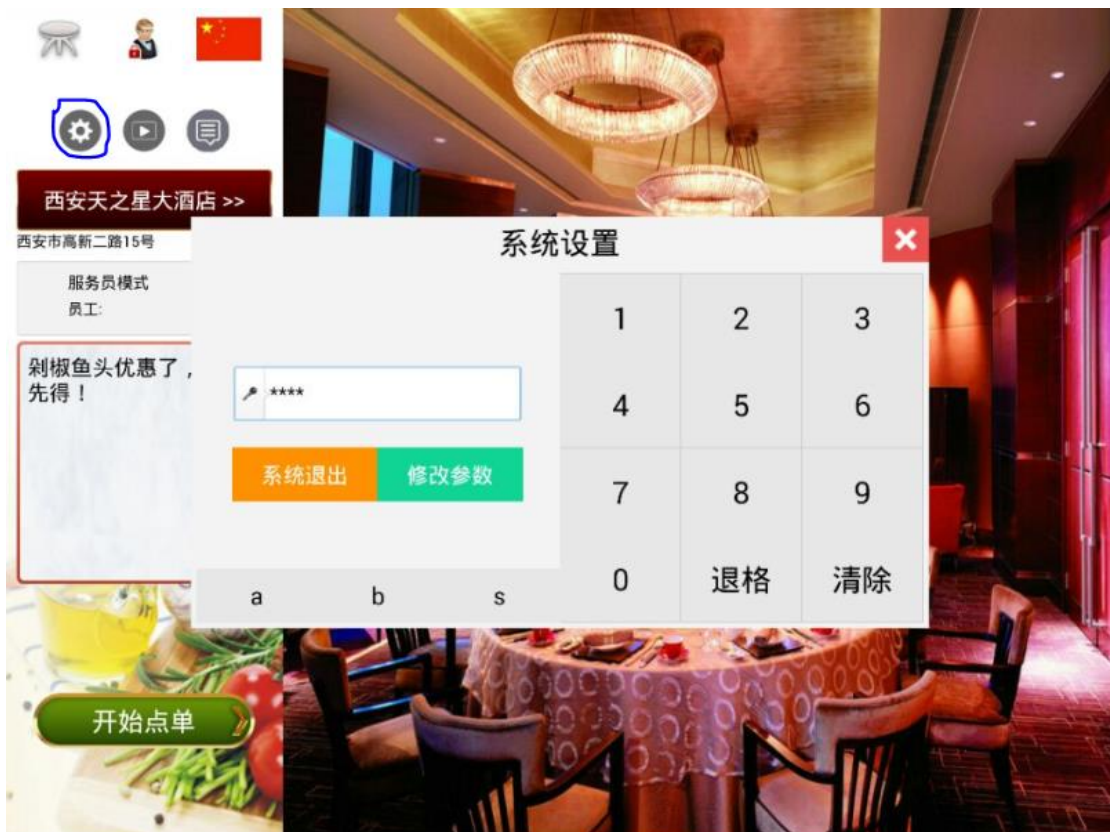 西安天之星大酒店 >>
西安市高新二路15号
服务员模式
员工:
剁椒鱼头优惠了，
先得！
开始点单
系统设置
****
系统退出 修改参数
a b s
1 2 3
4 5 6
7 8 9
0 退格 清除